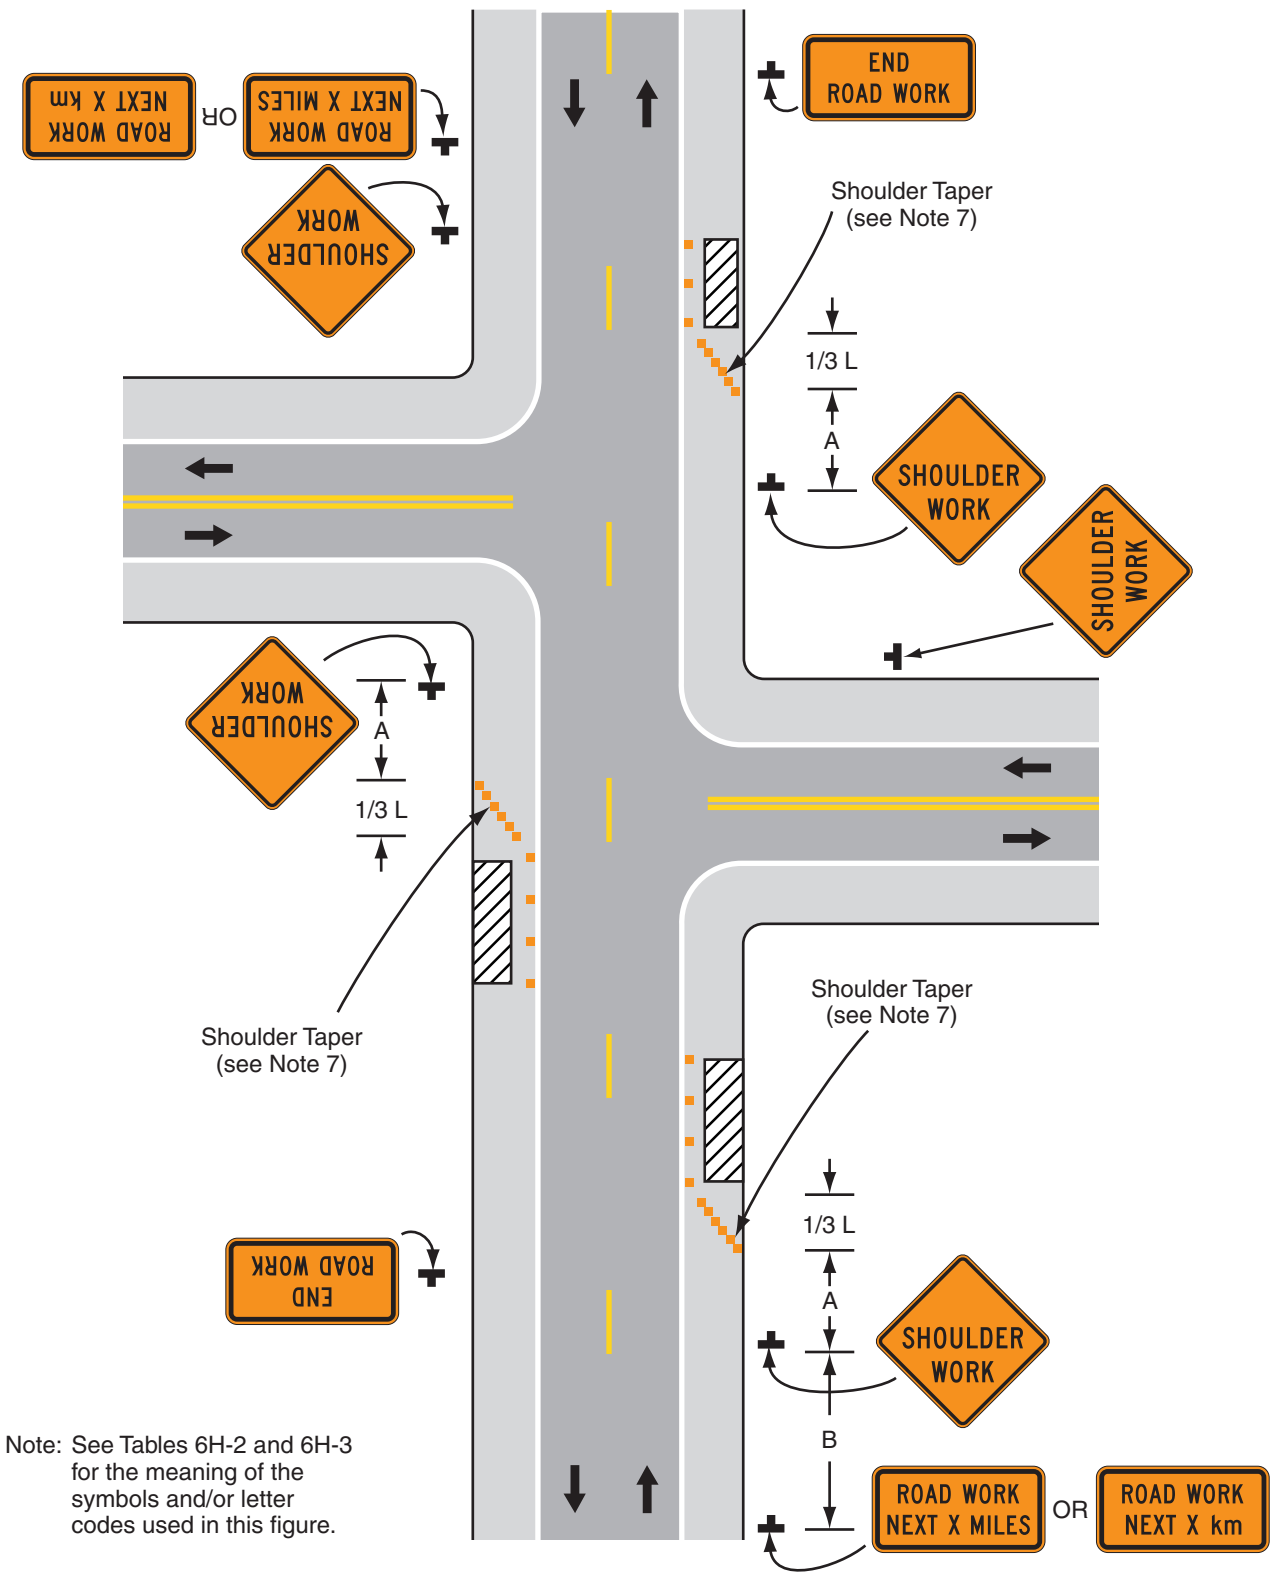 END
ROAD WORK
ROAD WORK
NEXT X km
OR
ROAD WORK
NEXT X MILES
SHOULDER
WORK
Shoulder Taper
(see Note 7)
1/3 L
A
SHOULDER
WORK
SHOULDER
WORK
SHOULDER
WORK
A
1/3 L
Shoulder Taper
(see Note 7)
Shoulder Taper
(see Note 7)
1/3 L
A
END
ROAD WORK
SHOULDER
WORK
B
Note: See Tables 6H-2 and 6H-3
for the meaning of the
symbols and/or letter
codes used in this figure.
ROAD WORK
NEXT X MILES
OR
ROAD WORK
NEXT X km